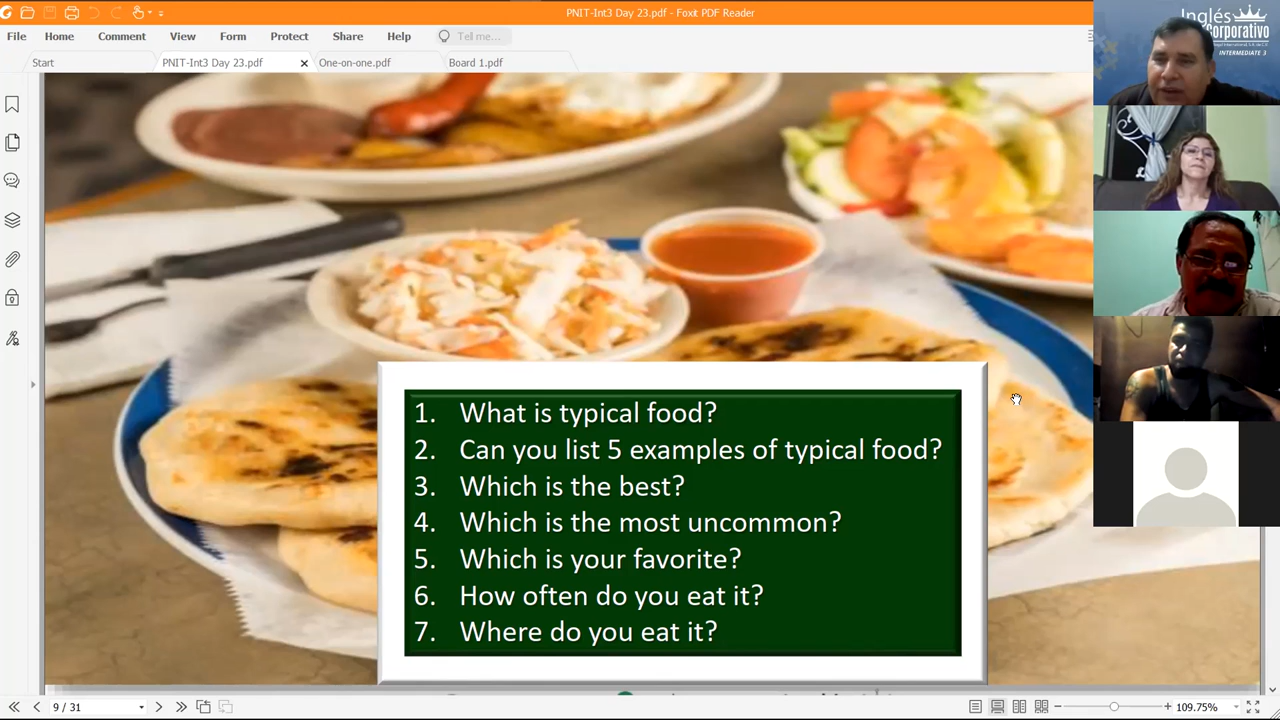 PNIT-Int3 Day 23.pdf - Foxit PDF Reader
File Home Comment View Form Protect Share Help Tell me...
Start PNIT-Int3 Day 23.pdf One-on-one.pdf Board 1.pdf
Inglés
Corporativo
INTERMEDIATE 3
1. What is typical food?
2. Can you list 5 examples of typical food?
3. Which is the best?
4. Which is the most uncommon?
5. Which is your favorite?
6. How often do you eat it?
7. Where do you eat it?
9 / 31
109.75%